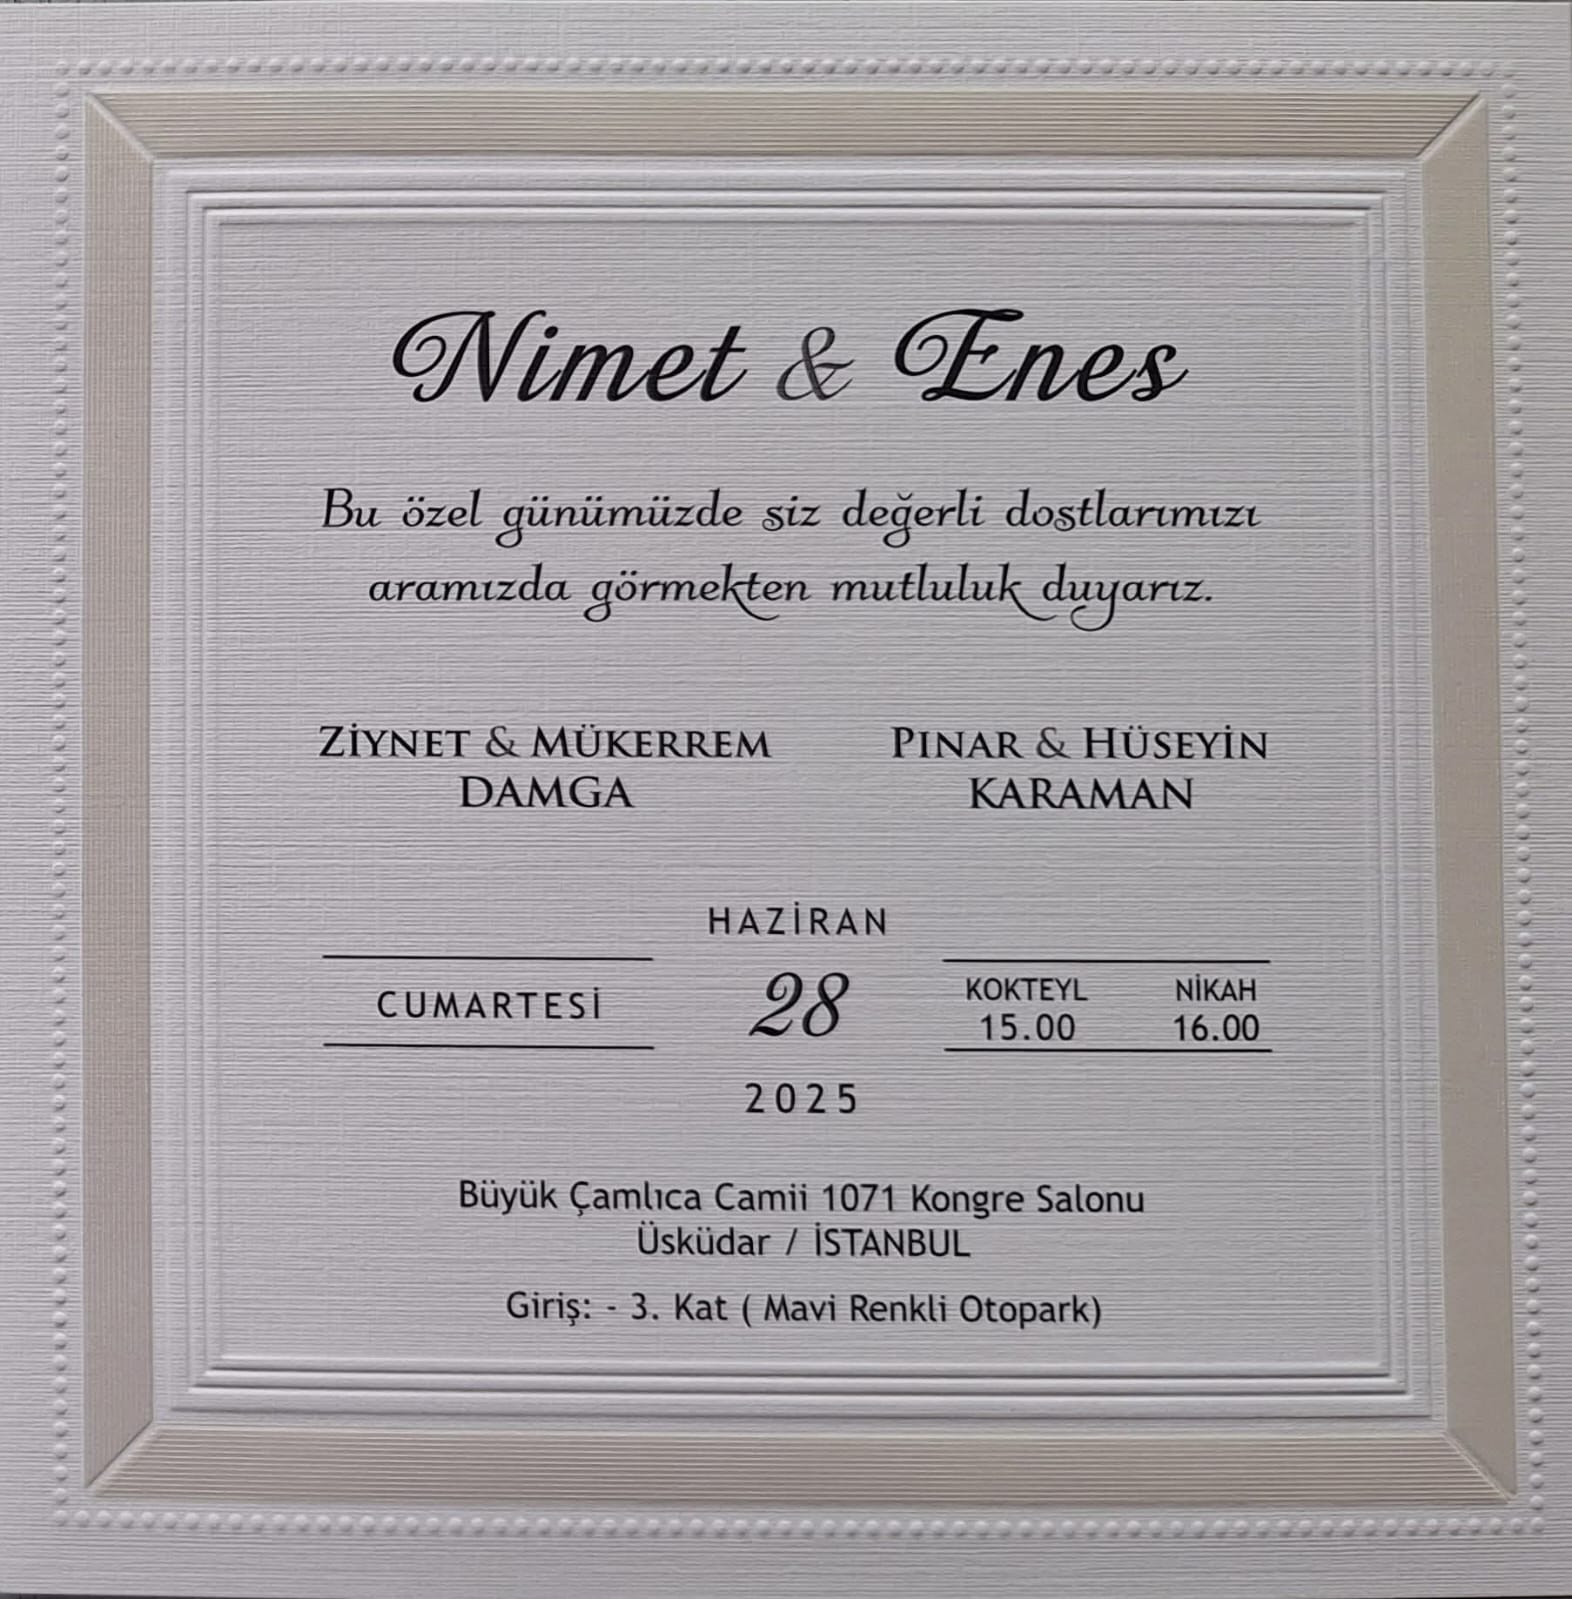 Nimet & Enes
Bu özel günümüzde siz değerli dostlarımızı
aramızda görmekten mutluluk duyarız.
ZİYNET & MÜKERREM
DAMGA
PINAR & HÜSEYİN
KARAMAN
HAZİRAN
CUMARTESİ
28
KOKTEYL NİKAH
15.00 16.00
2025
Büyük Çamlıca Camii 1071 Kongre Salonu
Üsküdar / İSTANBUL
Giriş: - 3. Kat ( Mavi Renkli Otopark)